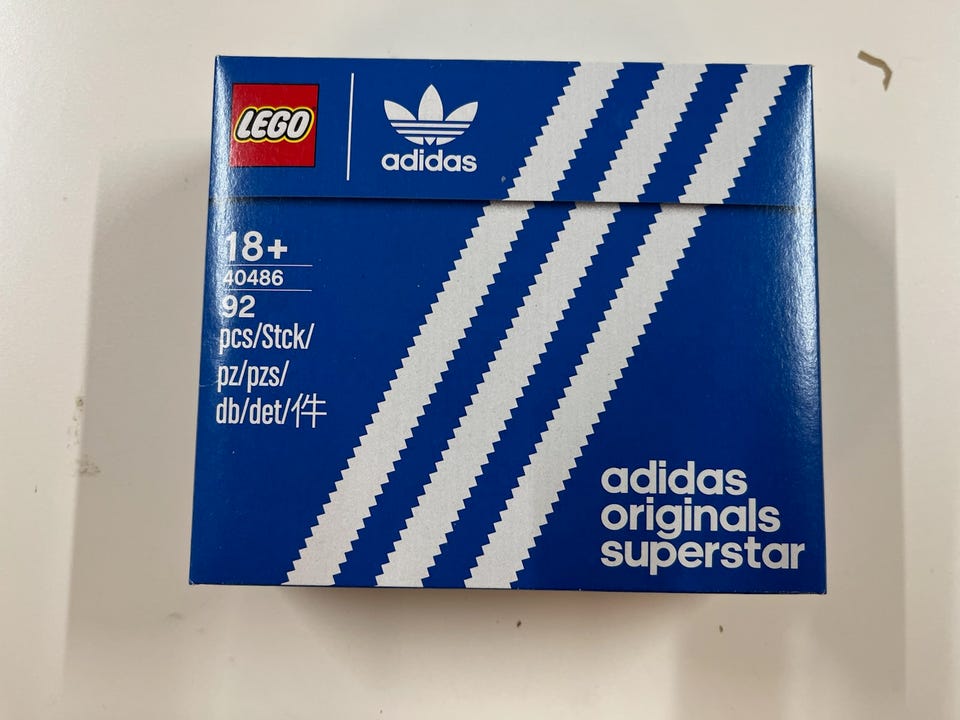 LEGO
adidas
18+
40486
92
pcs/Stck/
pz/pzs/
db/det/件
adidas
originals
superstar